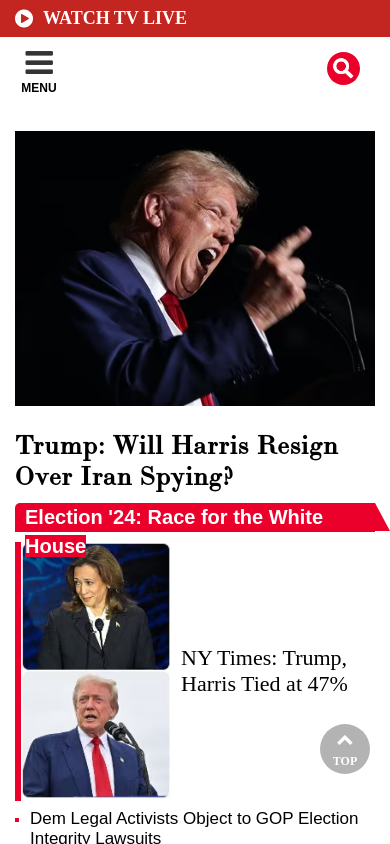 WATCH TV LIVE
MENU
Trump: Will Harris Resign
Over Iran Spying?
Election '24: Race for the White
House
NY Times: Trump,
Harris Tied at 47%
TOP
Dem Legal Activists Object to GOP Election
Integrity Lawsuits